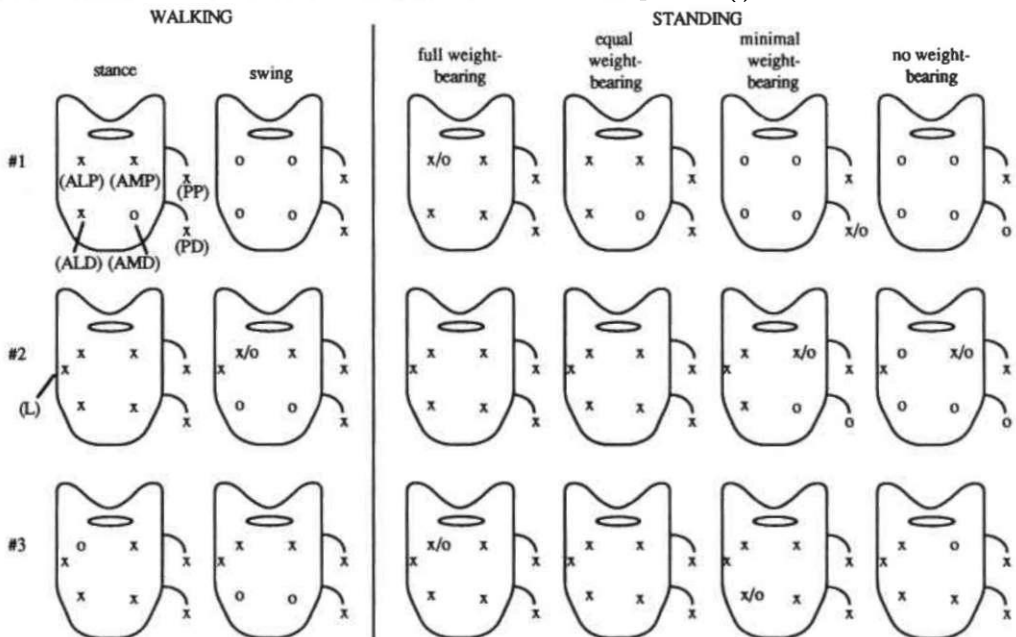 WALKING STANDING
stance swing full weight-bearing equal weight-bearing minimal weight-bearing no weight-bearing
#1
x x x o o x x/o x x x x x o o x o o x
(ALP) (AMP) (PP)
x o x o o x x x x x o x o o x/o o o o
(PD)
(ALD) (AMD)
#2
x x x x/o x x x x x x x x x x/o x o x/o x
x x x x x
(L)
x x x o o x x x x x x x x o o o o o
#3
o x x x x x x/o x x x x x x x x x o x
x x x x x
x x x o o x x x x x x x x/o x x x x x